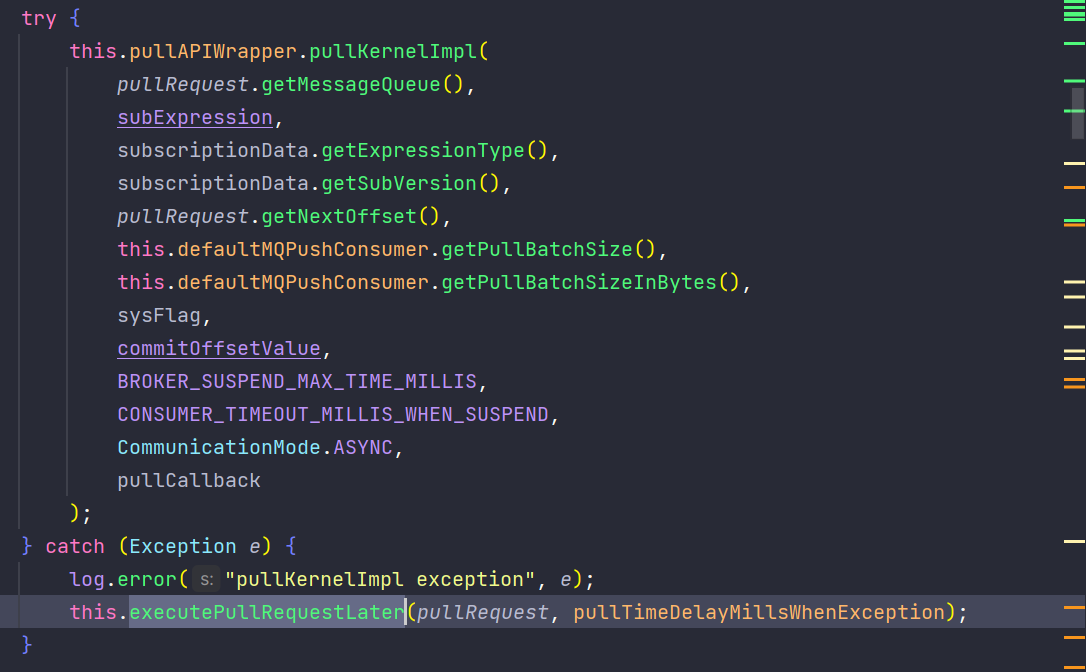 try {
this.pullAPIWrapper.pullKernelImpl(
pullRequest.getMessageQueue(),
subExpression,
subscriptionData.getExpressionType(),
subscriptionData.getSubVersion(),
pullRequest.getNextOffset(),
this.defaultMQPushConsumer.getPullBatchSize(),
this.defaultMQPushConsumer.getPullBatchSizeInBytes(),
sysFlag,
commitOffsetValue,
BROKER_SUSPEND_MAX_TIME_MILLIS,
CONSUMER_TIMEOUT_MILLIS_WHEN_SUSPEND,
CommunicationMode.ASYNC,
pullCallback
);
} catch (Exception e) {
log.error( s: "pullKernelImpl exception", e);
this.executePullRequestLater(pullRequest, pullTimeDelayMillsWhenException);
}